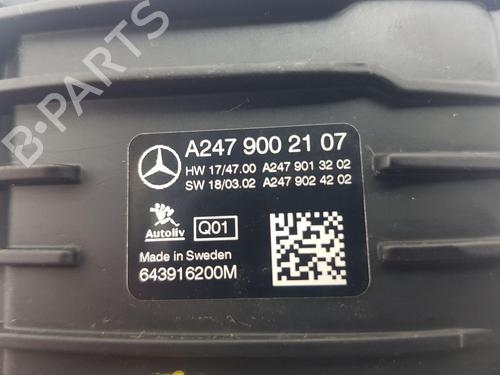 B-PARTS
A247 900 21 07
HW 17/47.00 A247 901 32 02
SW 18/03.02 A247 902 42 02
Autoliv Q01
Made in Sweden
643916200M
B-PARTS